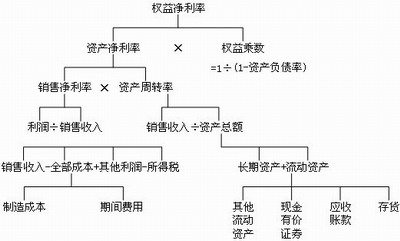 权益净利率
资产净利率 × 权益乘数
=1÷(1-资产负债率)
销售净利率 × 资产周转率
利润÷销售收入 销售收入÷资产总额
销售收入-全部成本+其他利润-所得税 长期资产+流动资产
制造成本 期间费用 其他流动资产 现金有价证券 应收账款 存货